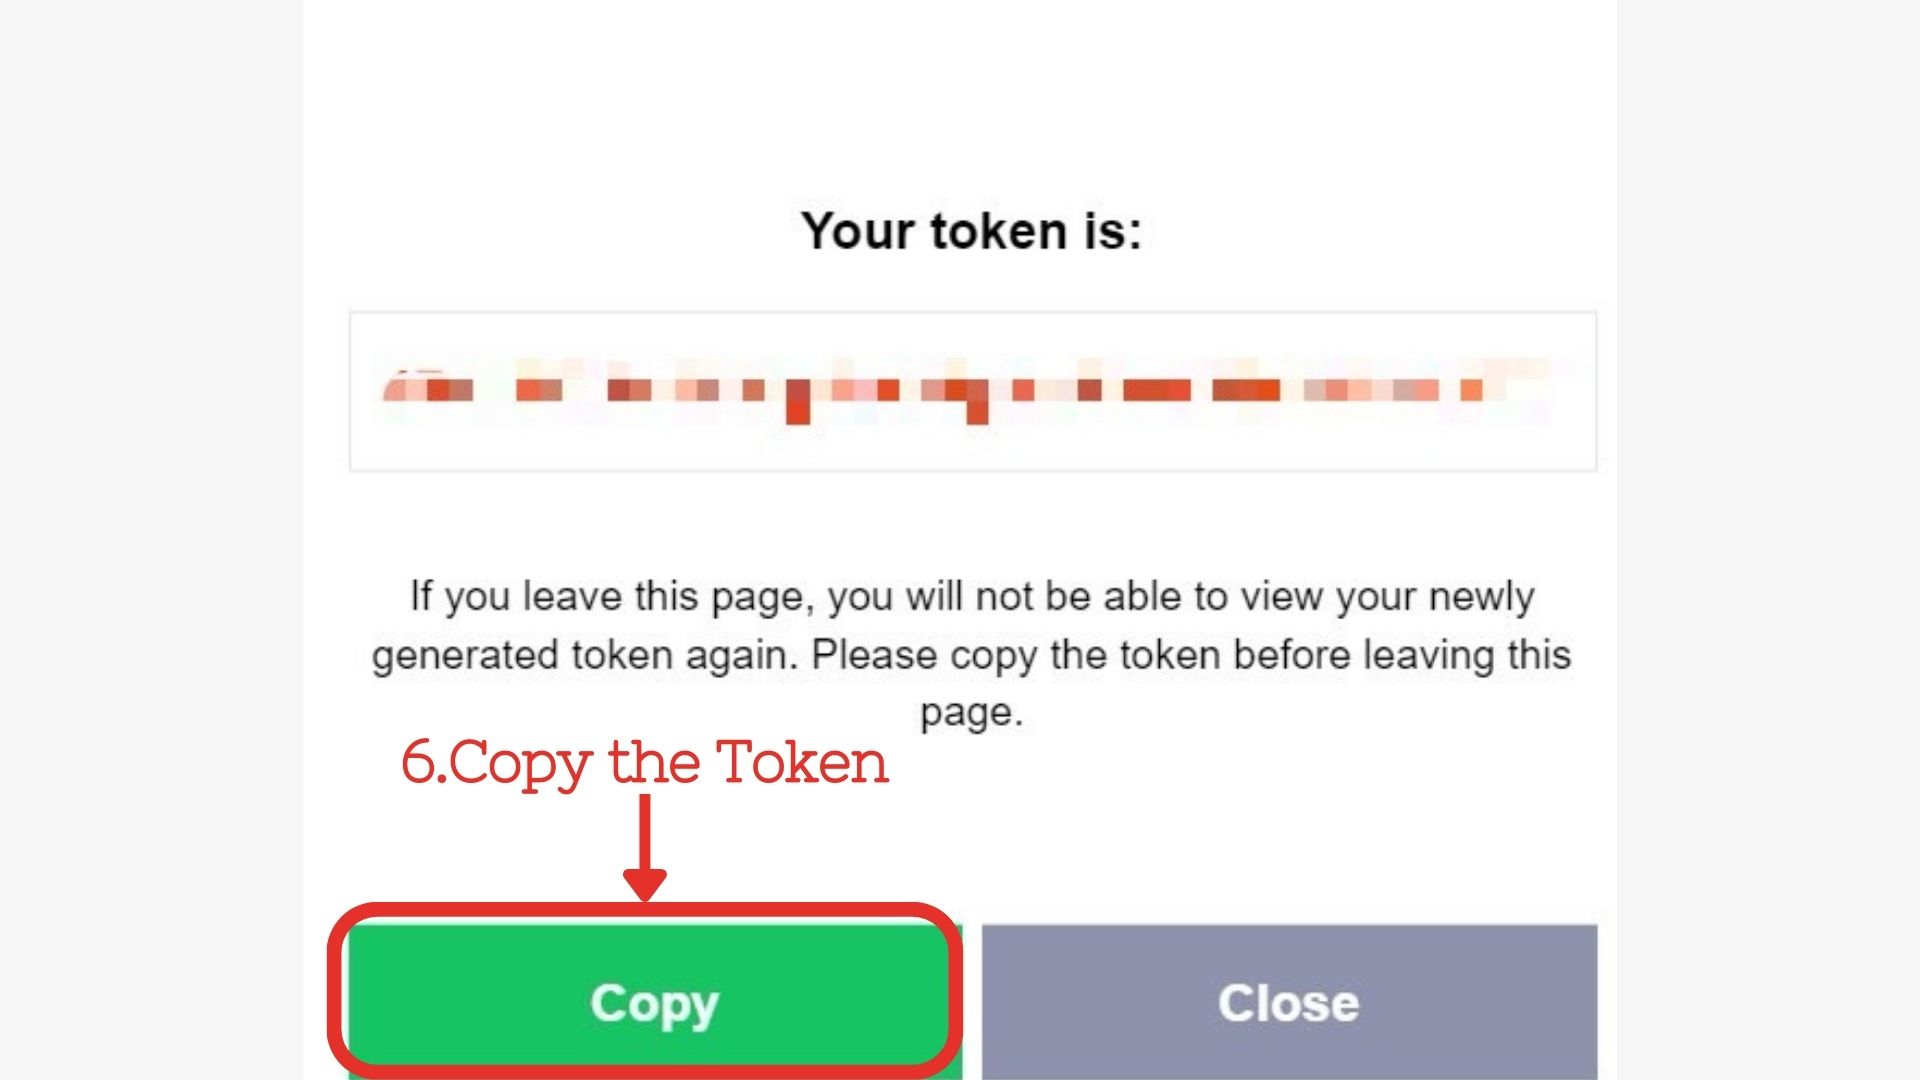 Your token is:
If you leave this page, you will not be able to view your newly
generated token again. Please copy the token before leaving this
page.
6.Copy the Token
Copy
Close